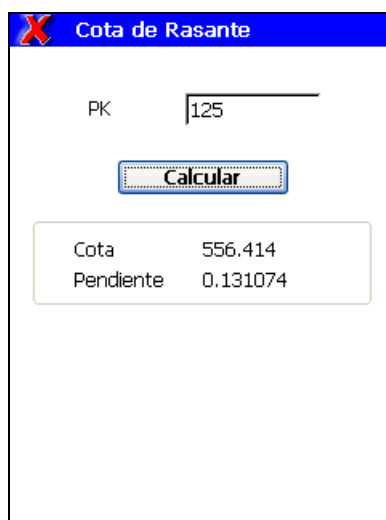 Cota de Rasante
PK 125
Calcular
Cota 556.414
Pendiente 0.131074